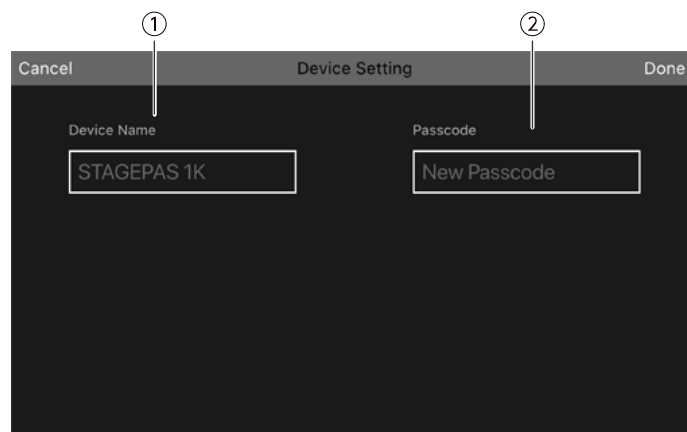 ① ②
Cancel Device Setting Done
Device Name Passcode
STAGEPAS 1K New Passcode